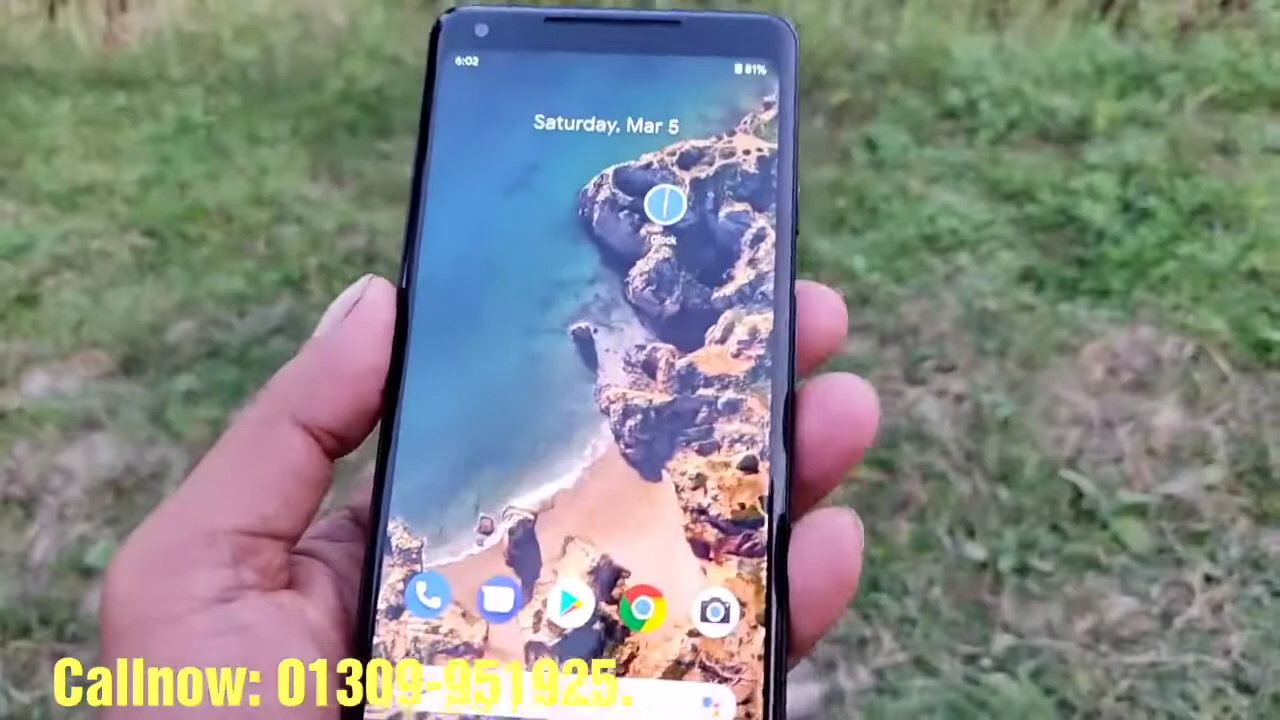 6:02
81%
Saturday, Mar 5
Clock
Callnow: 01309-951925.